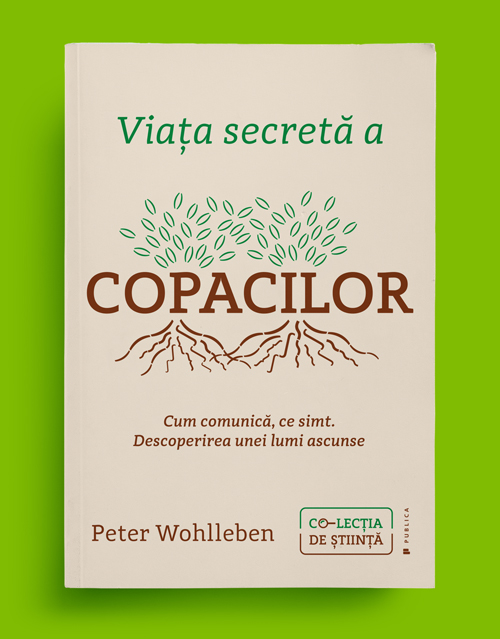 Viața secretă a
COPACILOR
Cum comunică, ce simt.
Descoperirea unei lumi ascunse
Peter Wohlleben
CO-LECȚIA
DE ȘTIINȚĂ
PUBLICA